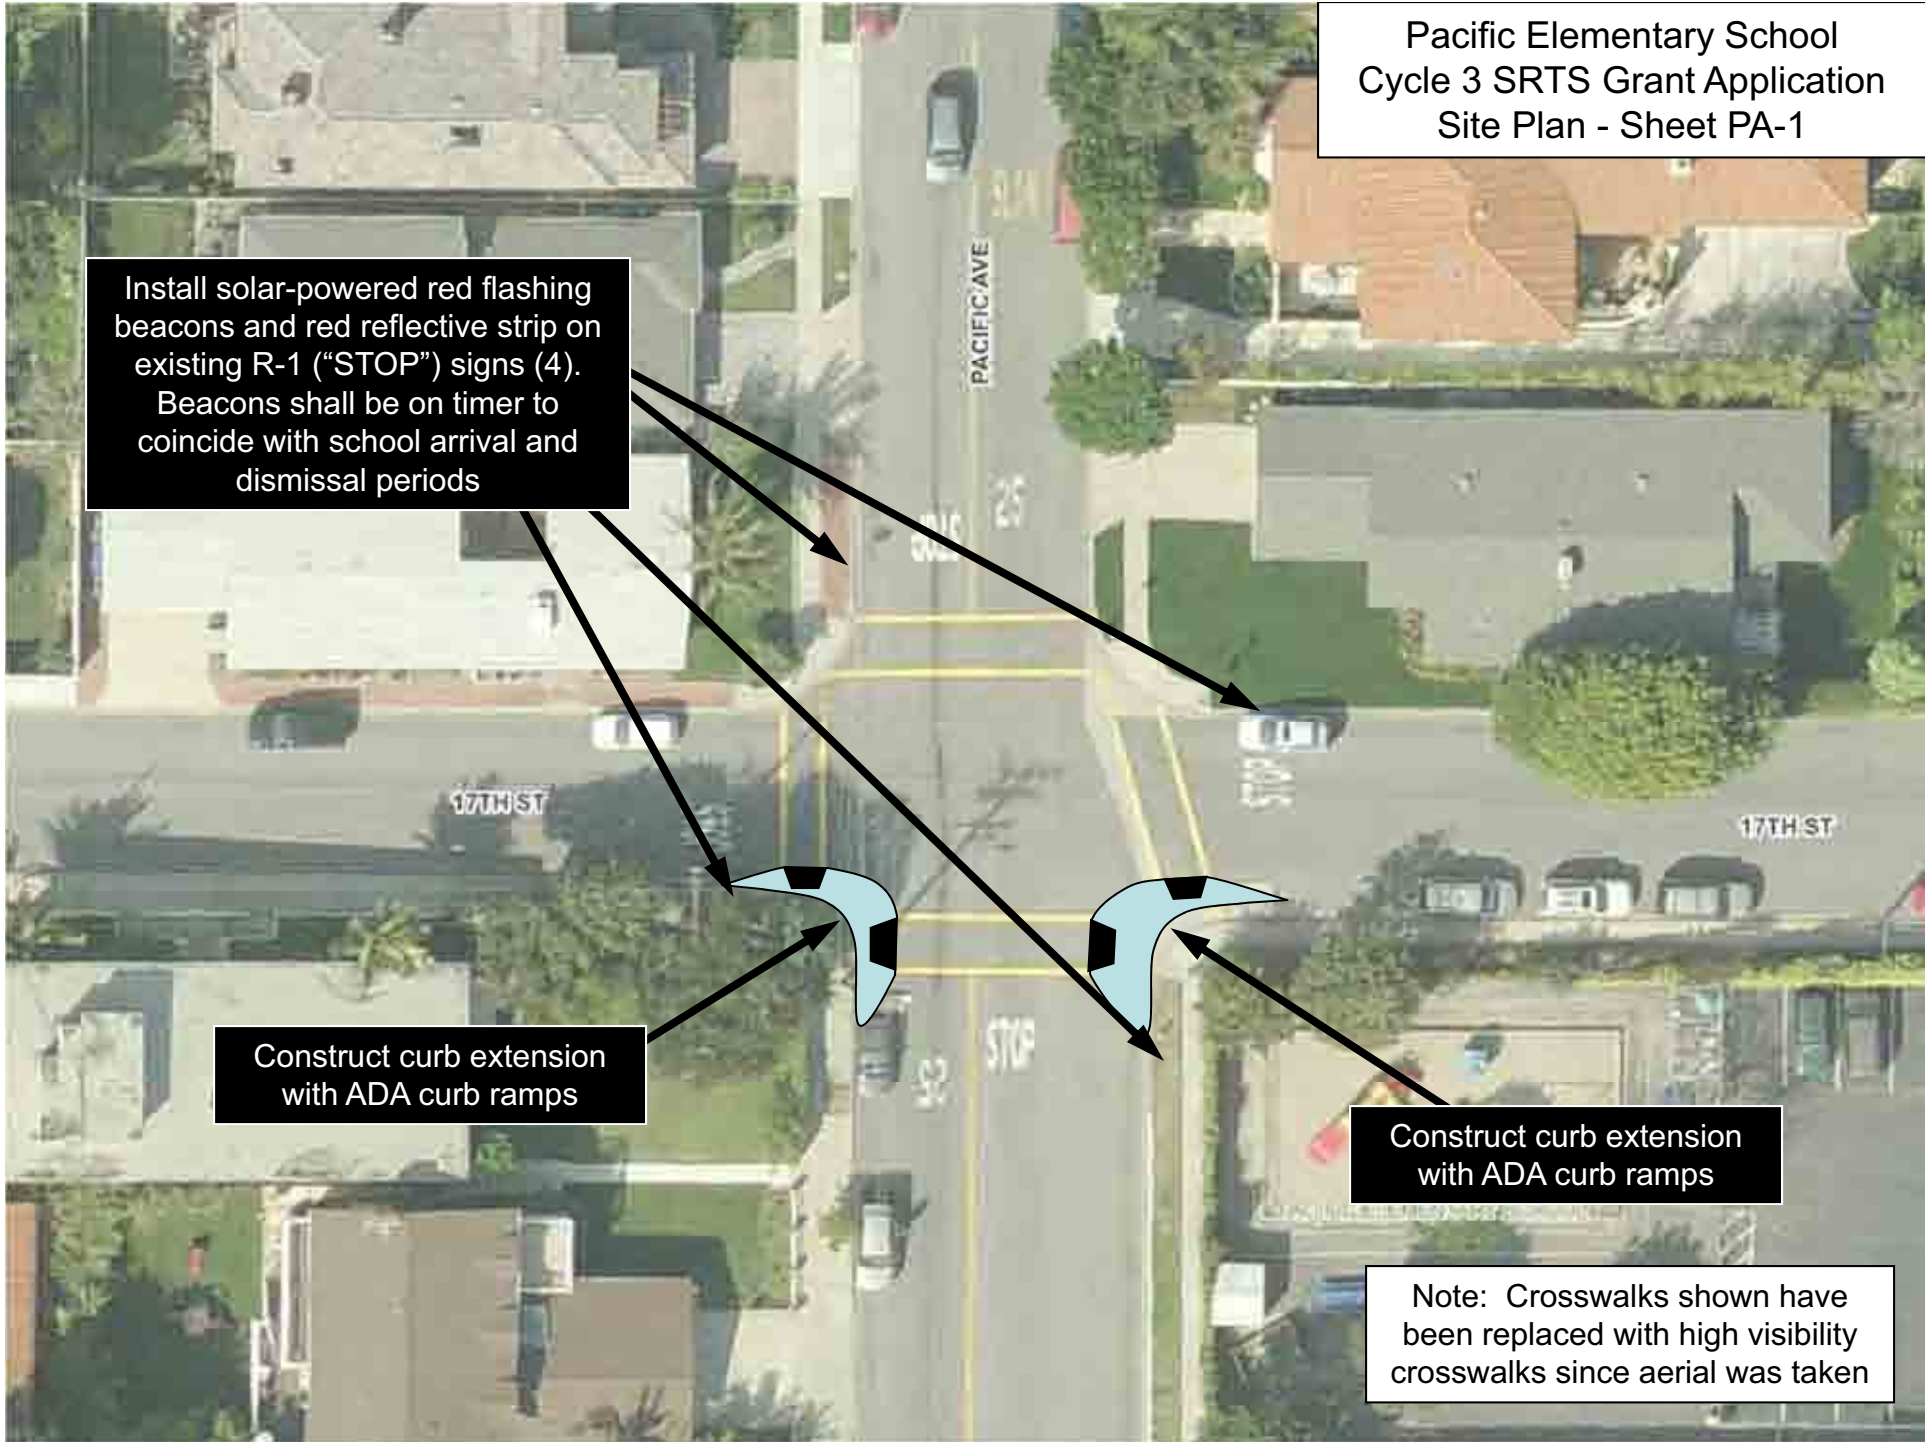 Pacific Elementary School
Cycle 3 SRTS Grant Application
Site Plan - Sheet PA-1
PACIFIC AVE
Install solar-powered red flashing
beacons and red reflective strip on
existing R-1 (“STOP”) signs (4).
Beacons shall be on timer to
coincide with school arrival and
dismissal periods
STOP
25
17TH ST
STOP
17TH ST
Construct curb extension
with ADA curb ramps
STOP
25
Construct curb extension
with ADA curb ramps
Note:  Crosswalks shown have
been replaced with high visibility
crosswalks since aerial was taken